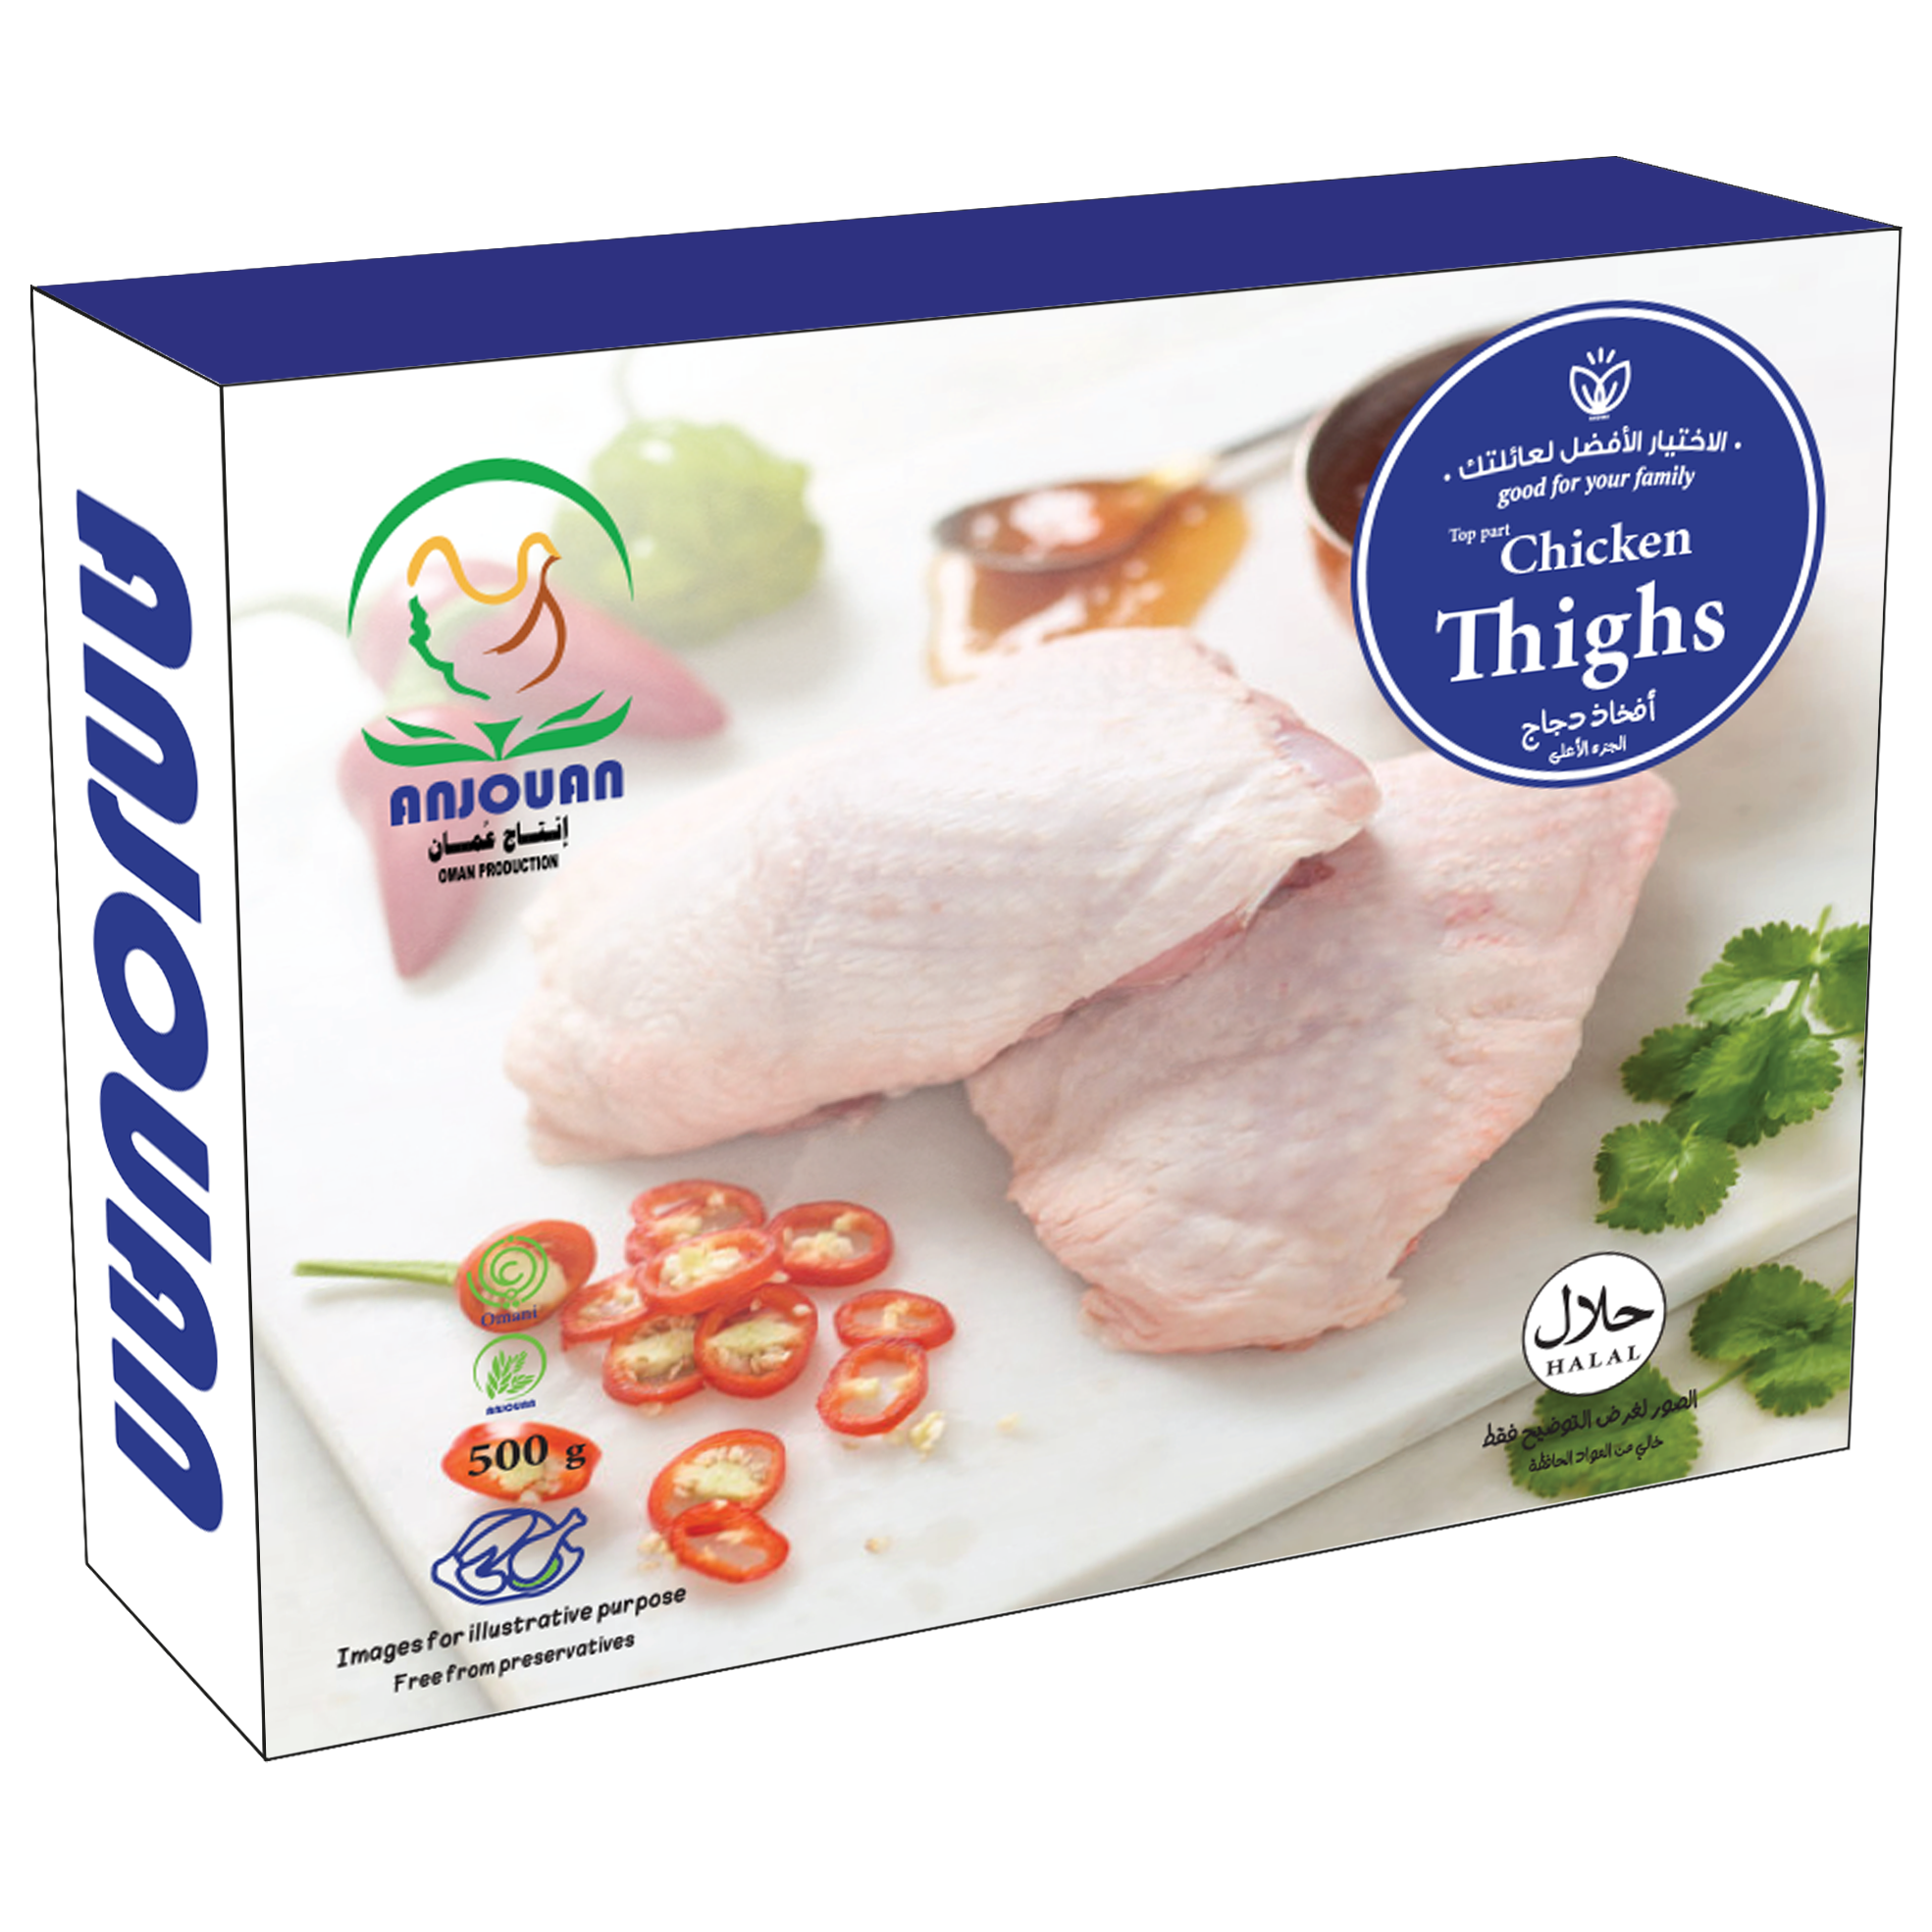 ANJOUAN
ANJOUAN
إنتاج عُمان
OMAN PRODUCTION
• الاختيار الأفضل لعائلتك •
good for your family
Top part
Chicken
Thighs
أفخاذ دجاج
الجزء الأعلى
Omani
ANJOUAN
500 g
Images for illustrative purpose
Free from preservatives
حلال
HALAL
الصور لغرض التوضيح فقط
خالي من المواد الحافظة